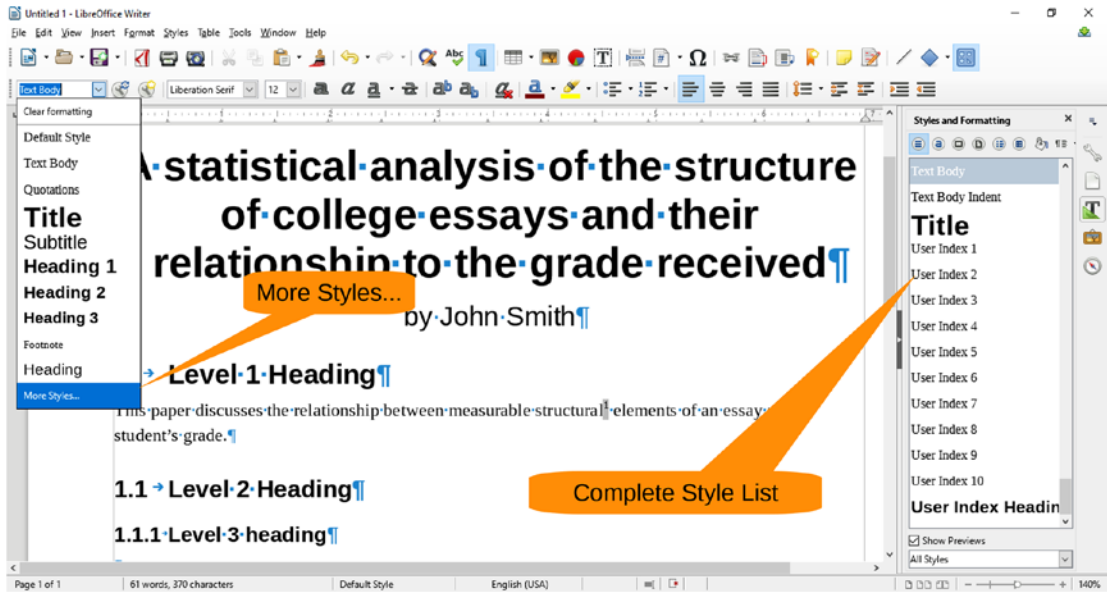 Untitled 1 - LibreOffice Writer
File Edit View Insert Format Styles Table Tools Window Help
Text Body Liberation Serif 12
Clear formatting
Default Style
Text Body
Quotations
Title
Subtitle
Heading 1
Heading 2
Heading 3
Footnote
Heading
More Styles...
statistical·analysis·of·the·structure
of·college·essays·and·their
relationship·to·the·grade·received¶
More Styles...
by·John·Smith¶
Level·1·Heading¶
This·paper·discusses·the·relationship·between·measurable·structural1·elements·of·an·essay
student's·grade.¶
1.1→Level·2·Heading¶
1.1.1→Level·3·heading¶
Complete Style List
Styles and Formatting
Text Body
Text Body Indent
Title
User Index 1
User Index 2
User Index 3
User Index 4
User Index 5
User Index 6
User Index 7
User Index 8
User Index 9
User Index 10
User Index Headin
Show Previews
All Styles
Page 1 of 1 61 words, 370 characters Default Style English (USA) 140%